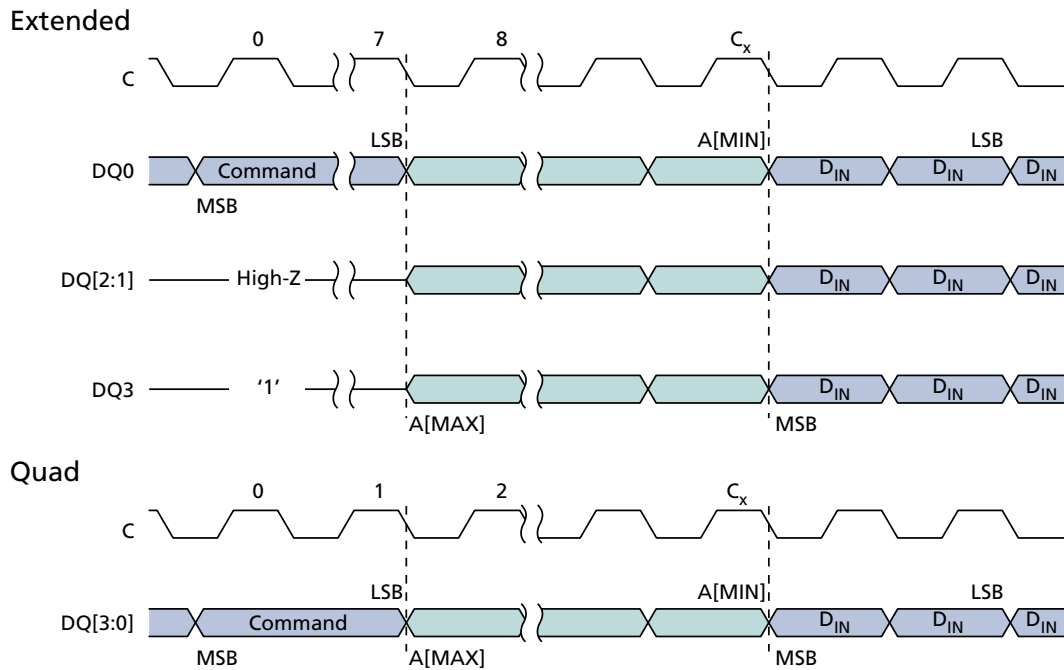 Extended
0 7 8 Cx
C
LSB A[MIN] LSB
DQ0 Command DIN DIN DIN
MSB
DQ[2:1] High-Z DIN DIN DIN
DQ3 ‘1’ DIN DIN DIN
A[MAX] MSB
Quad
0 1 2 Cx
C
LSB A[MIN] LSB
DQ[3:0] Command DIN DIN DIN
MSB A[MAX] MSB